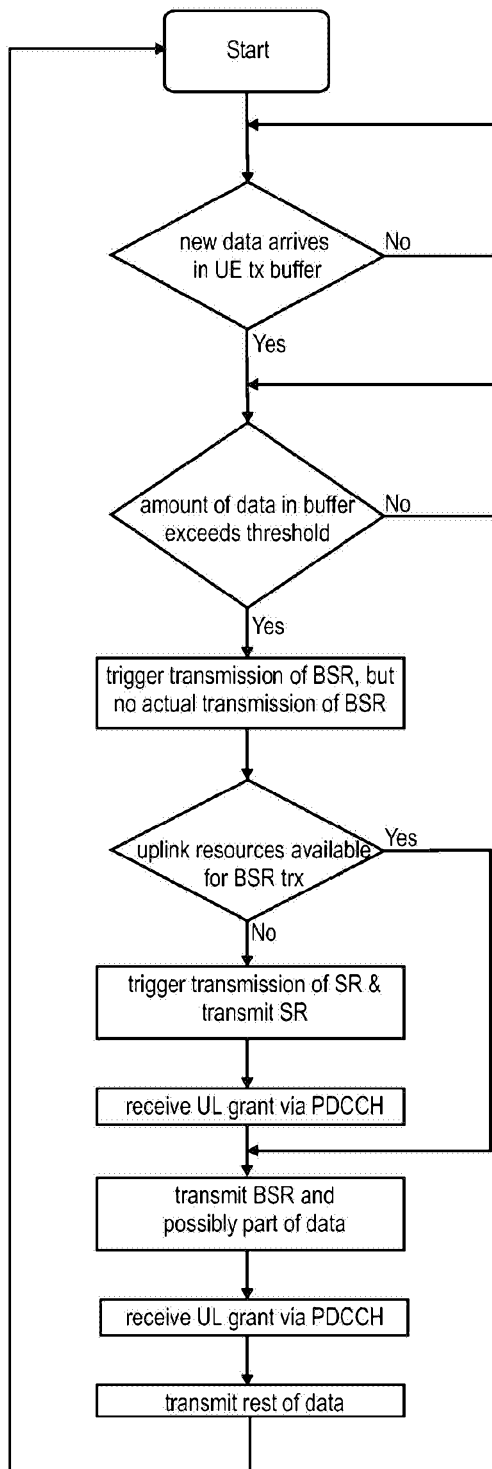 Start
new data arrives
in UE tx buffer
No
Yes
amount of data in buffer
exceeds threshold
No
Yes
trigger transmission of BSR, but
no actual transmission of BSR
uplink resources available
for BSR trx
Yes
No
trigger transmission of SR &
transmit SR
receive UL grant via PDCCH
transmit BSR and
possibly part of data
receive UL grant via PDCCH
transmit rest of data